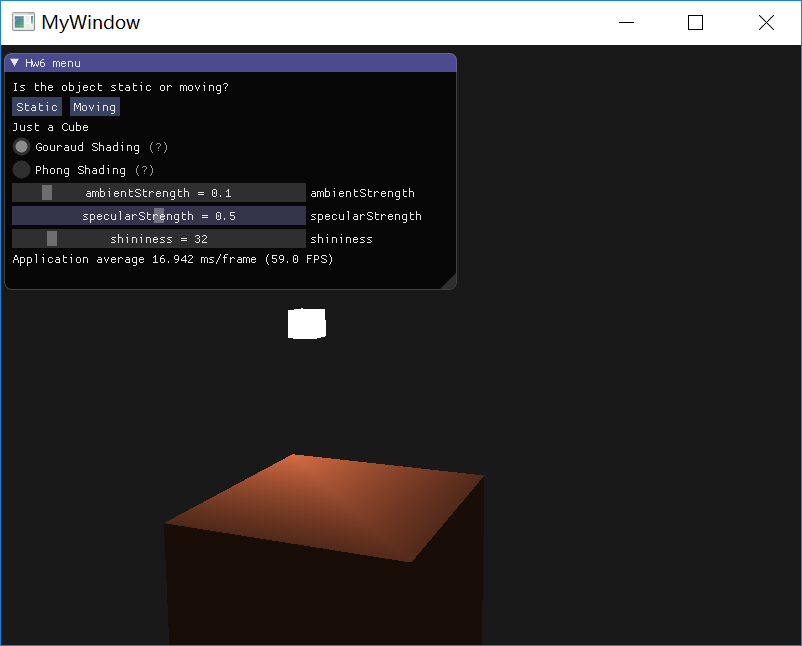 MyWindow
Hw6 menu
Is the object static or moving?
Static Moving
Just a Cube
Gouraud Shading (?)
Phong Shading (?)
ambientStrength = 0.1 ambientStrength
specularStrength = 0.5 specularStrength
shininess = 32 shininess
Application average 16.942 ms/frame (59.0 FPS)